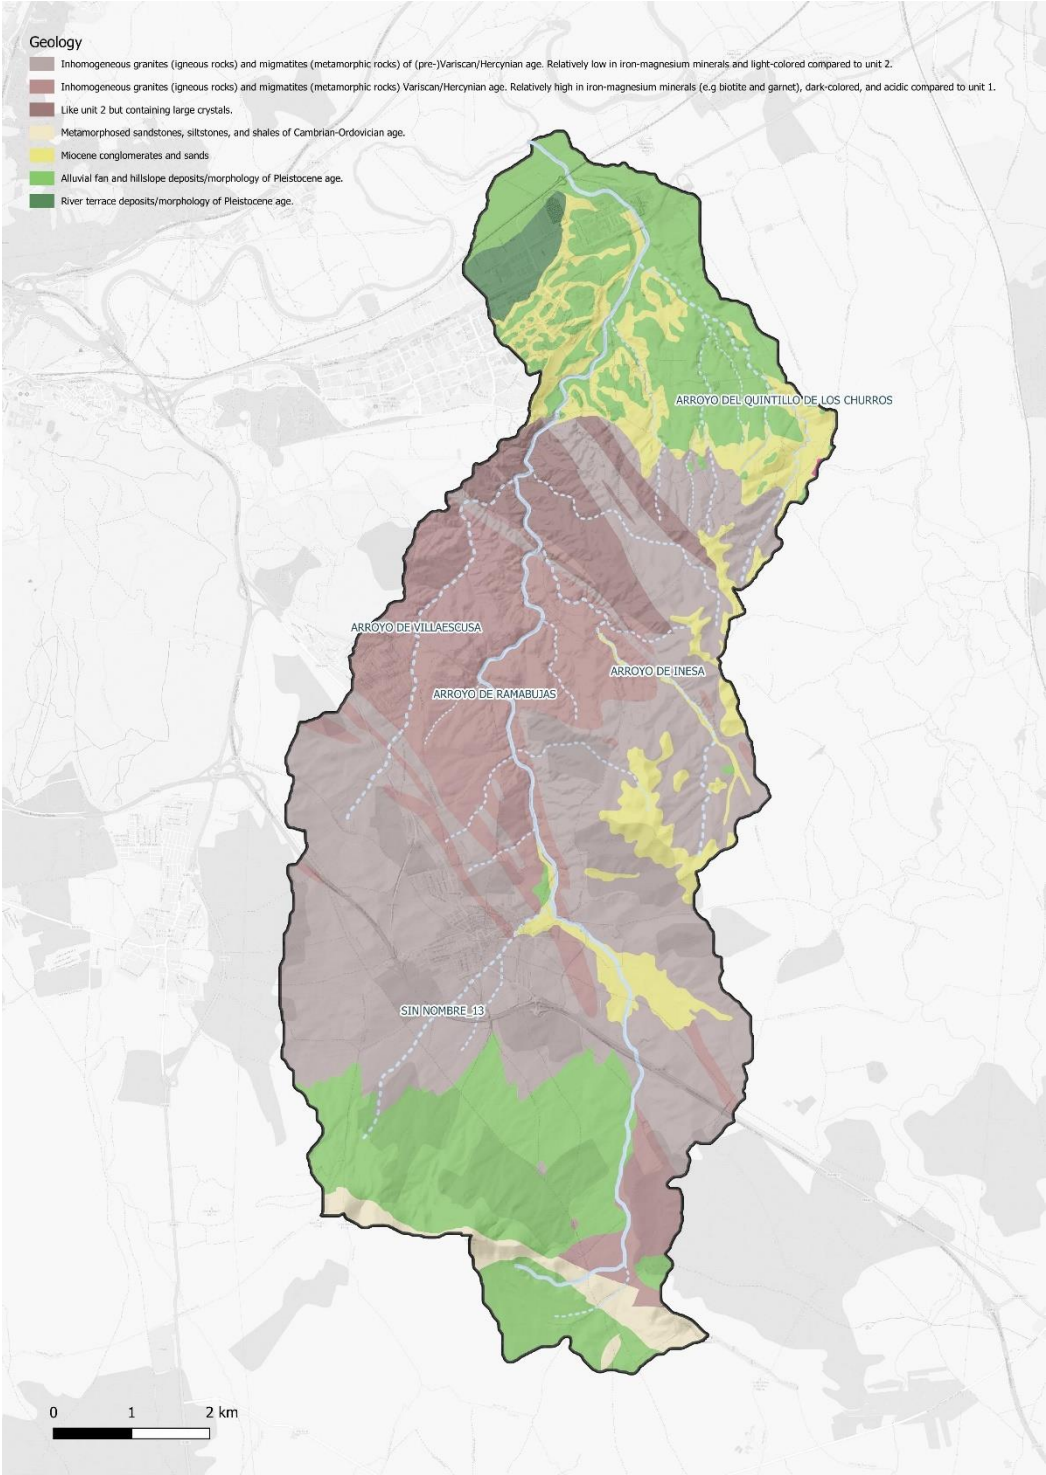 Geology
Inhomogeneous granites (igneous rocks) and migmatites (metamorphic rocks) of (pre-)Variscan/Hercynian age. Relatively low in iron-magnesium minerals and light-colored compared to unit 2.
Inhomogeneous granites (igneous rocks) and migmatites (metamorphic rocks) Variscan/Hercynian age. Relatively high in iron-magnesium minerals (e.g biotite and garnet), dark-colored, and acidic compared to unit 1.
Like unit 2 but containing large crystals.
Metamorphosed sandstones, siltstones, and shales of Cambrian-Ordovician age.
Miocene conglomerates and sands
Alluvial fan and hillslope deposits/morphology of Pleistocene age.
River terrace deposits/morphology of Pleistocene age.
ARROYO DEL QUINTILLO DE LOS CHURROS
ARROYO DE VILLAESCUSA
ARROYO DE INESA
ARROYO DE RAMABUJAS
SIN NOMBRE_13
0 1 2 km